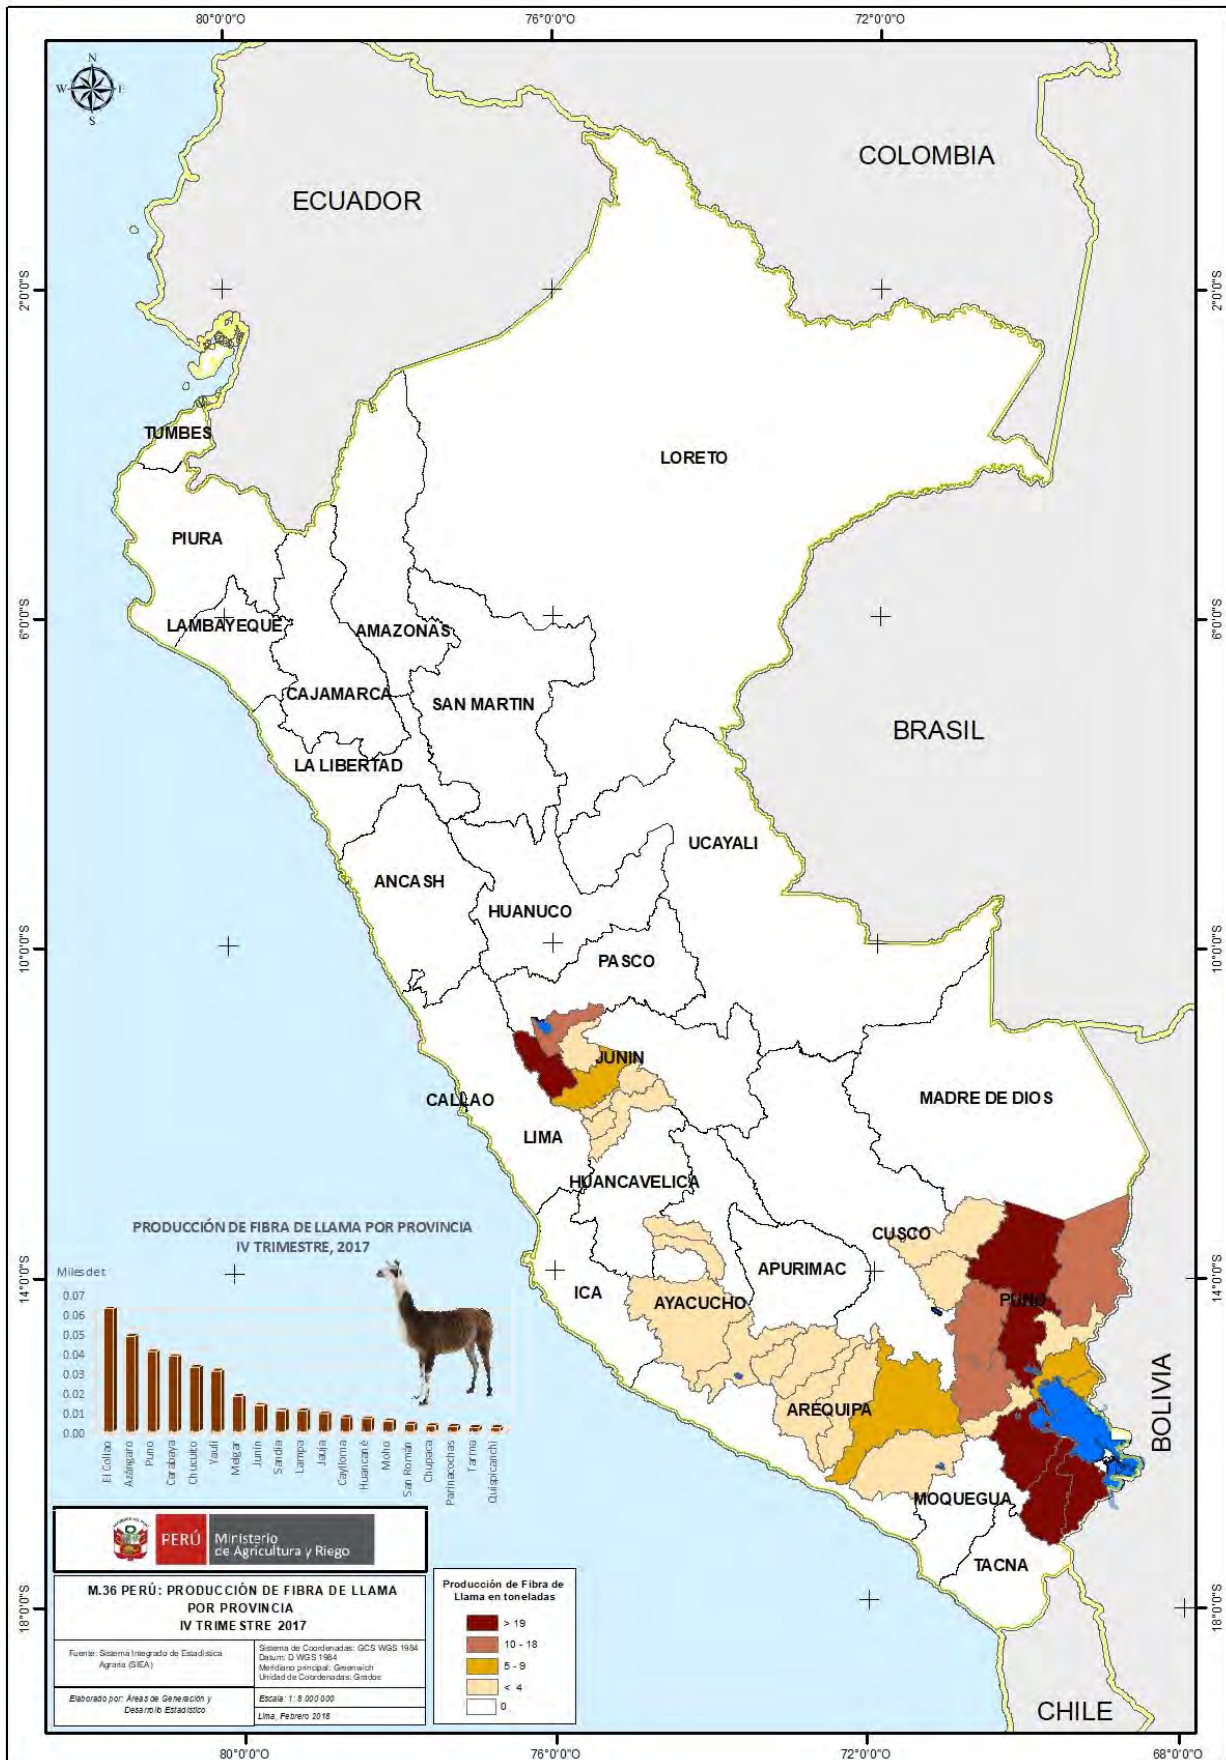 80°0'0"O
76°0'0"O
72°0'0"O
N
W
E
S
COLOMBIA
ECUADOR
2°0'0"S
2°0'0"S
TUMBES
LORETO
PIURA
6°0'0"S
6°0'0"S
LAMBAYEQUE
AMAZONAS
CAJAMARCA
SAN MARTIN
BRASIL
LA LIBERTAD
UCAYALI
ANCASH
HUANUCO
10°0'0"S
10°0'0"S
PASCO
JUNIN
CALLAO
MADRE DE DIOS
LIMA
HUANCAVELICA
CUSCO
14°0'0"S
14°0'0"S
APURIMAC
ICA
AYACUCHO
PUNO
AREQUIPA
BOLIVIA
MOQUEGUA
TACNA
18°0'0"S
18°0'0"S
CHILE
PRODUCCIÓN DE FIBRA DE LLAMA POR PROVINCIA
IV TRIMESTRE, 2017
Miles de t
0.07
0.06
0.05
0.04
0.03
0.02
0.01
0.00
El Collao
Azángaro
Puno
Carabaya
Chucuito
Yauli
Melgar
Junín
Sandia
Lampa
Jauja
Caylloma
Huancané
Moho
San Román
Chupaca
Parinacochas
Tarma
Quispicanchi
PERÚ
Ministerio
de Agricultura y Riego
M.36 PERÚ: PRODUCCIÓN DE FIBRA DE LLAMA
POR PROVINCIA
IV TRIMESTRE 2017
Fuente: Sistema Integrado de Estadística
Agraria (SIEA)
Sistema de Coordenadas: GCS WGS 1984
Datum: D WGS 1984
Meridiano principal: Greenwich
Unidad de Coordenadas: Grados
Elaborado por: Áreas de Generación y
Desarrollo Estadístico
Escala: 1: 8 000 000
Lima, Febrero 2018
Producción de Fibra de
Llama en toneladas
> 19
10 - 18
5 - 9
< 4
0
80°0'0"O
76°0'0"O
72°0'0"O
68°0'0"O